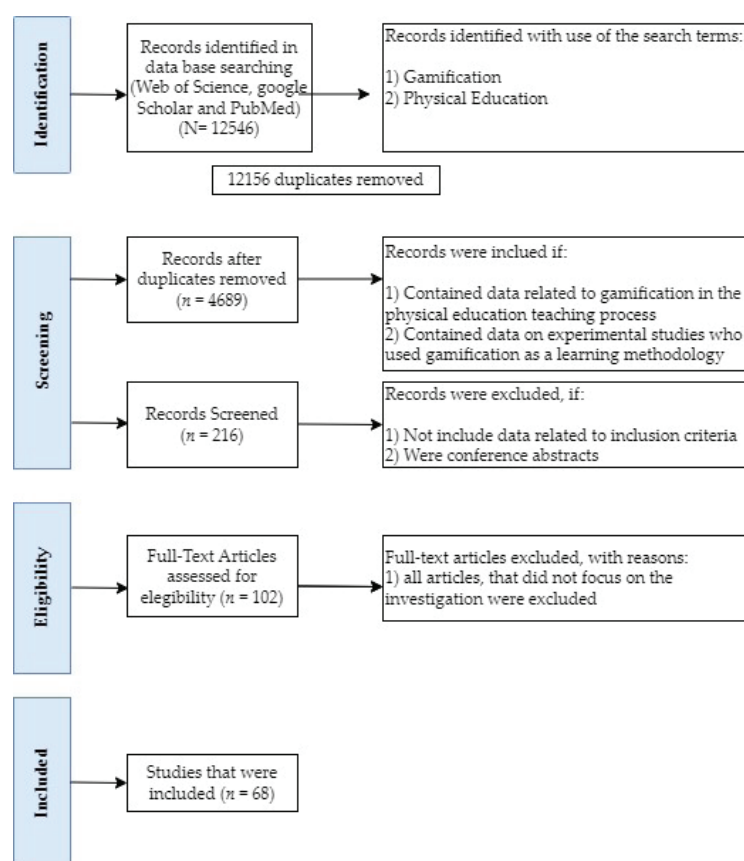 Identification
Records identified in
data base searching
(Web of Science, google
Scholar and PubMed)
(N= 12546)
Records identified with use of the search terms:
1) Gamification
2) Physical Education
12156 duplicates removed
Screening
Records after
duplicates removed
(n = 4689)
Records were inclued if:
1) Contained data related to gamification in the
physical education teaching process
2) Contained data on experimental studies who
used gamification as a learning methodology
Records Screened
(n = 216)
Records were excluded, if:
1) Not include data related to inclusion criteria
2) Were conference abstracts
Eligibility
Full-Text Articles
assessed for
elegibility (n = 102)
Full-text articles excluded, with reasons:
1) all articles, that did not focus on the
investigation were excluded
Included
Studies that were
included (n = 68)